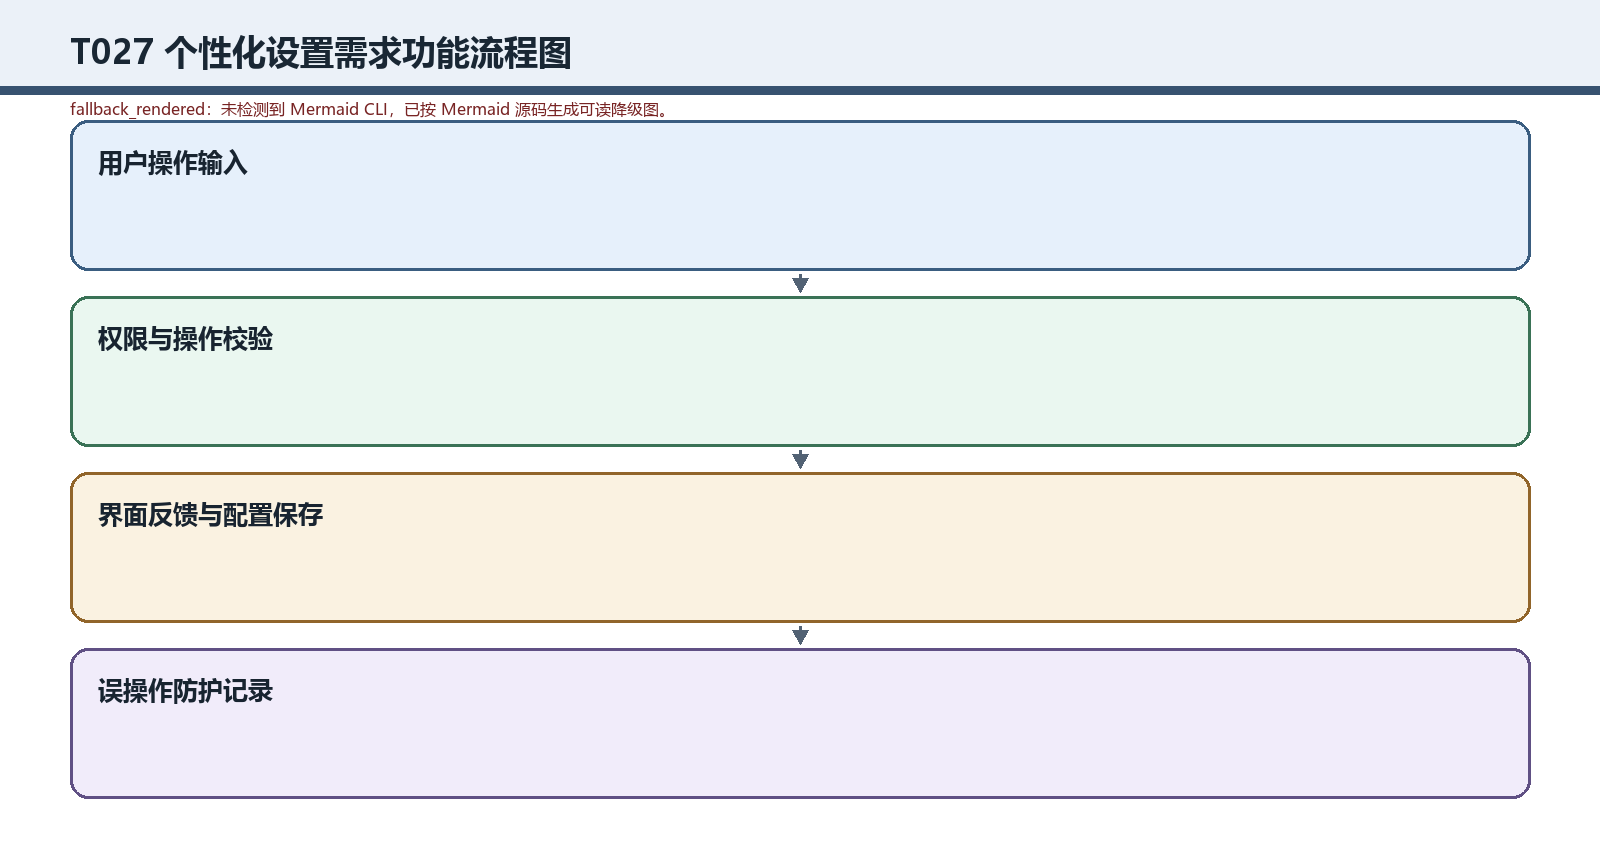 T027 个性化设置需求功能流程图
fallback_rendered：未检测到 Mermaid CLI，已按 Mermaid 源码生成可读降级图。
用户操作输入
权限与操作校验
界面反馈与配置保存
误操作防护记录